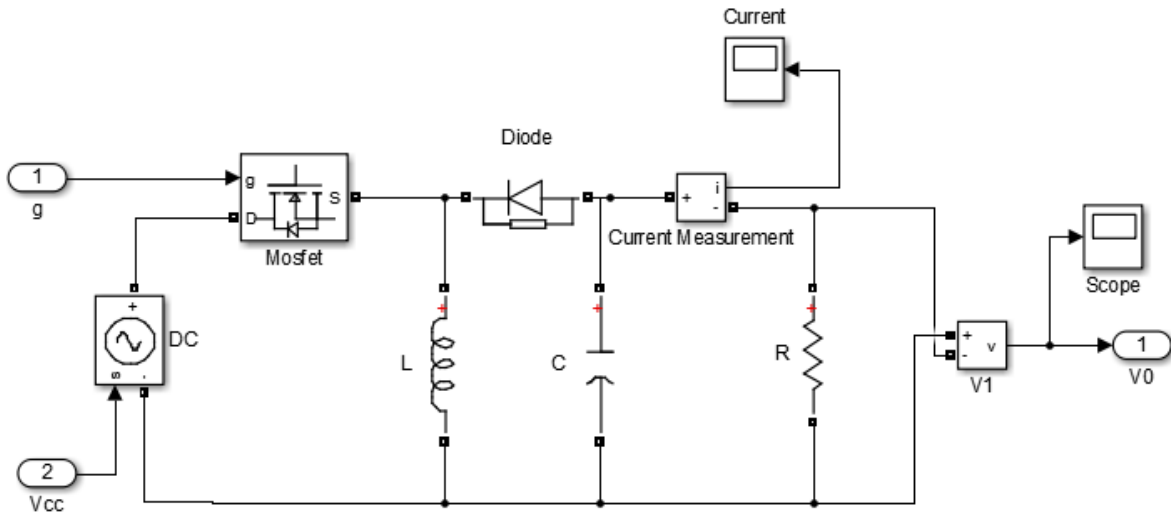 Current
Diode
1
g
g
D
S
Mosfet
+
i
-
Current Measurement
Scope
+
DC
s
-
L
C
R
+
-
v
V1
1
V0
2
Vcc
+
+
+